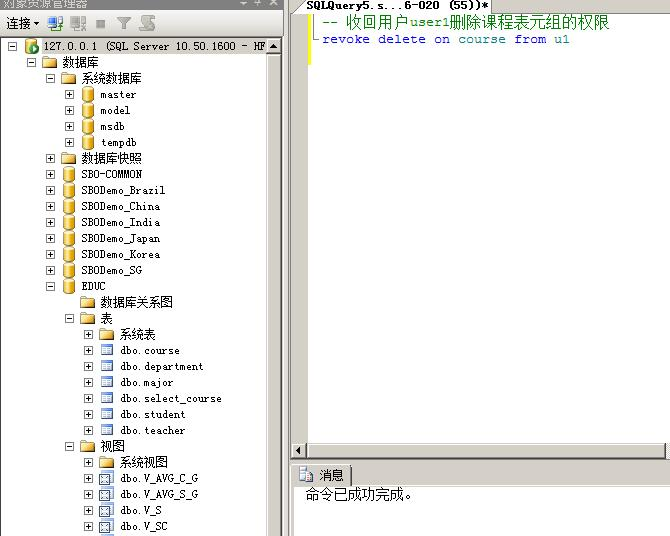 对象资源管理器
连接
127.0.0.1 (SQL Server 10.50.1600 - HF
数据库
系统数据库
master
model
msdb
tempdb
数据库快照
SBO-COMMON
SBODemo_Brazil
SBODemo_China
SBODemo_India
SBODemo_Japan
SBODemo_Korea
SBODemo_SG
EDUC
数据库关系图
表
系统表
dbo.course
dbo.department
dbo.major
dbo.select_course
dbo.student
dbo.teacher
视图
系统视图
dbo.V_AVG_C_G
dbo.V_AVG_S_G
dbo.V_S
dbo.V_SC
SQLQuery5.s...6-020 (55))*
-- 收回用户user1删除课程表元组的权限
revoke delete on course from u1
消息
命令已成功完成。